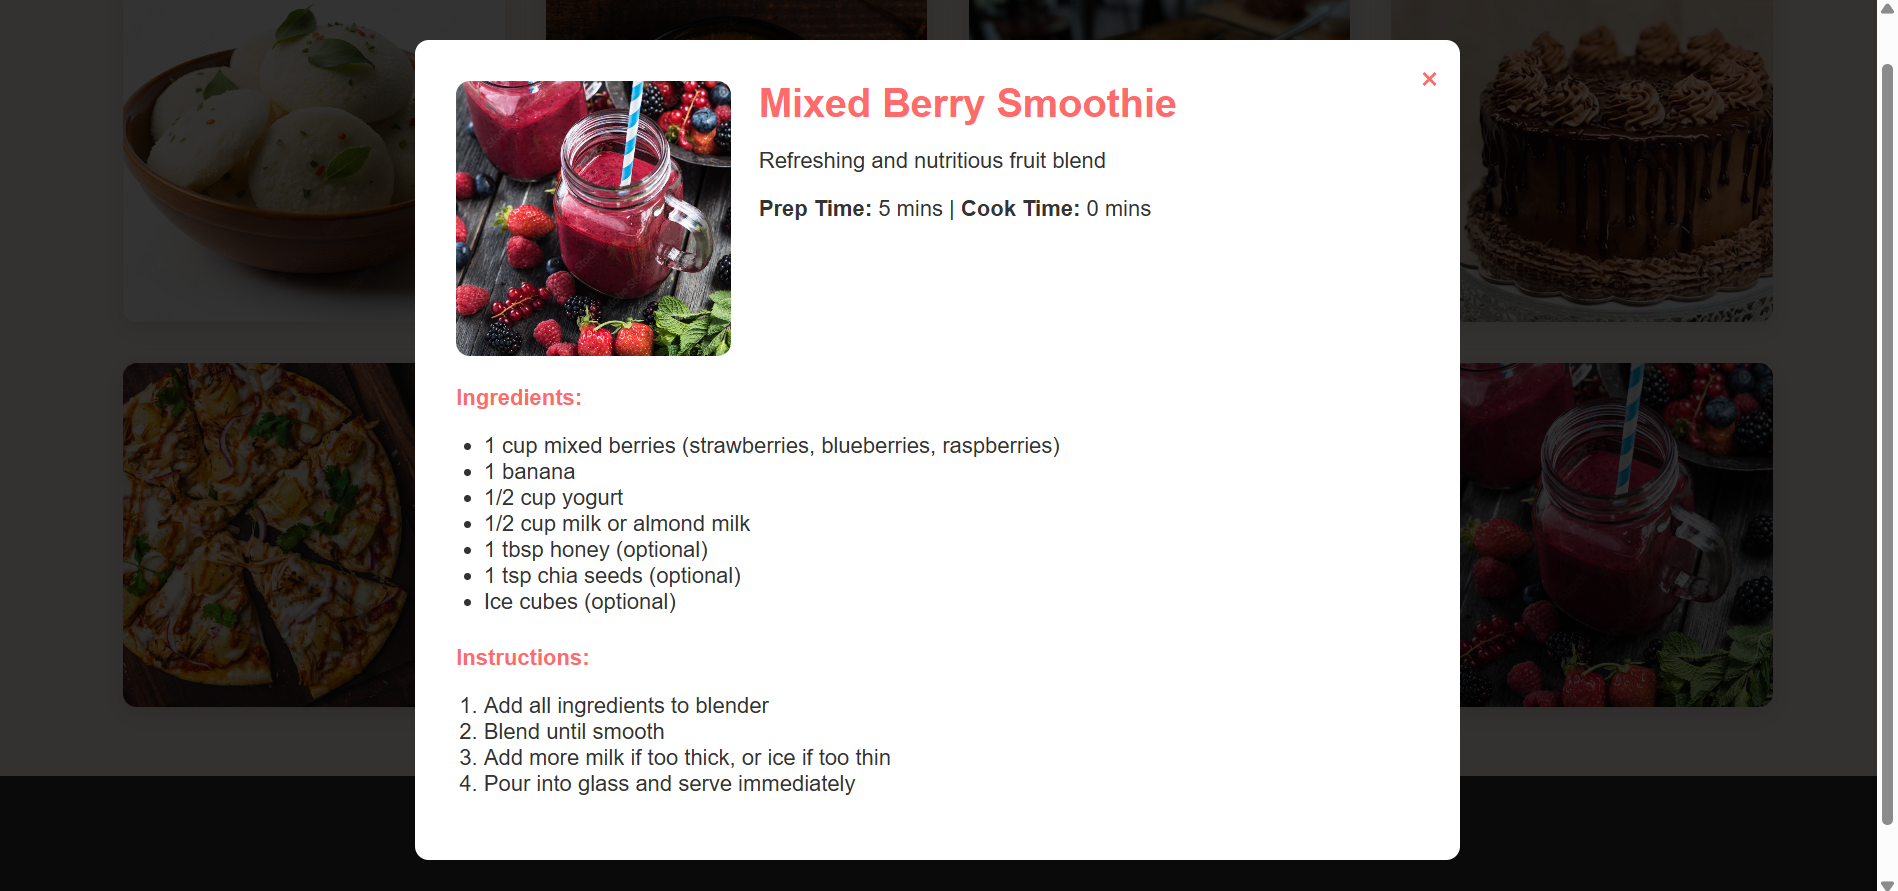 ×
Mixed Berry Smoothie
Refreshing and nutritious fruit blend
Prep Time: 5 mins | Cook Time: 0 mins
Ingredients:
• 1 cup mixed berries (strawberries, blueberries, raspberries)
• 1 banana
• 1/2 cup yogurt
• 1/2 cup milk or almond milk
• 1 tbsp honey (optional)
• 1 tsp chia seeds (optional)
• Ice cubes (optional)
Instructions:
1. Add all ingredients to blender
2. Blend until smooth
3. Add more milk if too thick, or ice if too thin
4. Pour into glass and serve immediately